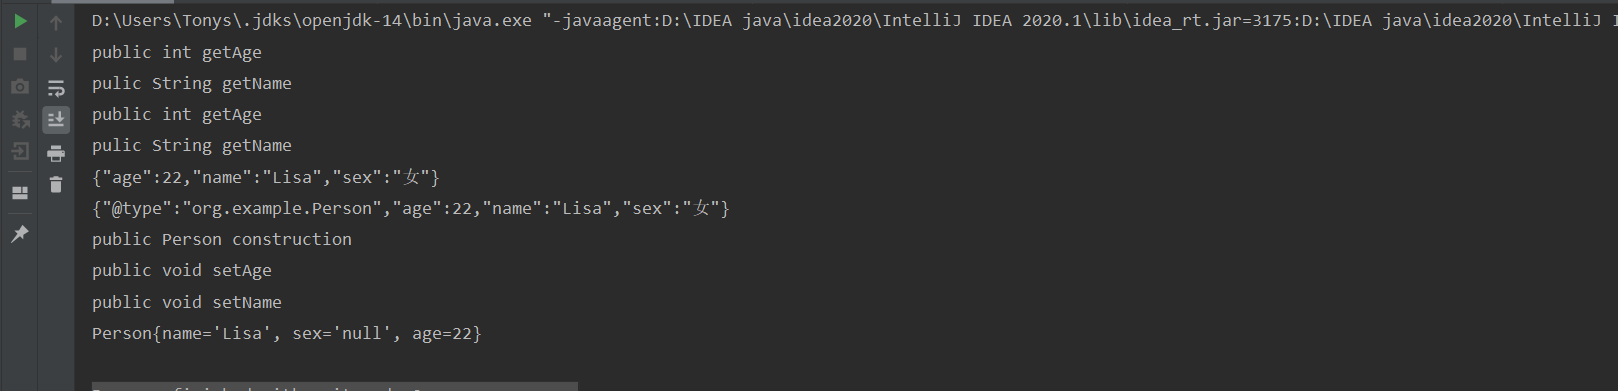 D:\Users\Tonys\.jdks\openjdk-14\bin\java.exe "-javaagent:D:\IDEA java\idea2020\IntelliJ IDEA 2020.1\lib\idea_rt.jar=3175:D:\IDEA java\idea2020\IntelliJ
public int getAge
pulic String getName
public int getAge
pulic String getName
{"age":22,"name":"Lisa","sex":"女"}
{"@type":"org.example.Person","age":22,"name":"Lisa","sex":"女"}
public Person construction
public void setAge
public void setName
Person{name='Lisa', sex='null', age=22}